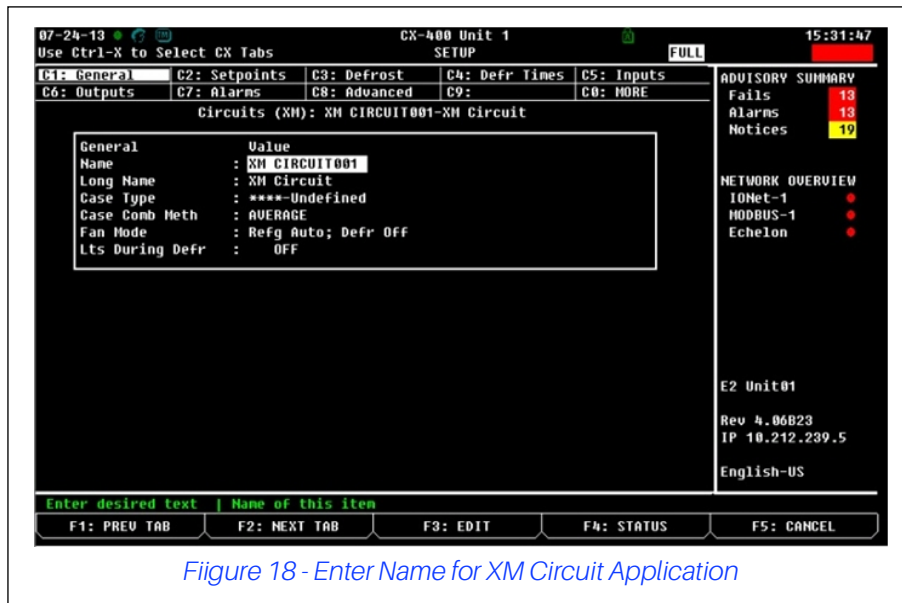 07-24-13 CX-400 Unit 1 15:31:47
Use Ctrl-X to Select CX Tabs SETUP FULL
C1: General C2: Setpoints C3: Defrost C4: Defr Times C5: Inputs
C6: Outputs C7: Alarms C8: Advanced C9: C0: MORE
Circuits (XM): XM CIRCUIT001-XM Circuit
General Value
Name : XM CIRCUIT001
Long Name : XM Circuit
Case Type : ****-Undefined
Case Comb Meth : AVERAGE
Fan Mode : Refg Auto; Defr Off
Lts During Defr : OFF
ADVISORY SUMMARY
Fails 13
Alarms 13
Notices 19
NETWORK OVERVIEW
IONet-1
MODBUS-1
Echelon
E2 Unit01
Rev 4.06B23
IP 10.212.239.5
English-US
Enter desired text | Name of this item
F1: PREV TAB F2: NEXT TAB F3: EDIT F4: STATUS F5: CANCEL
Fiigure 18 - Enter Name for XM Circuit Application